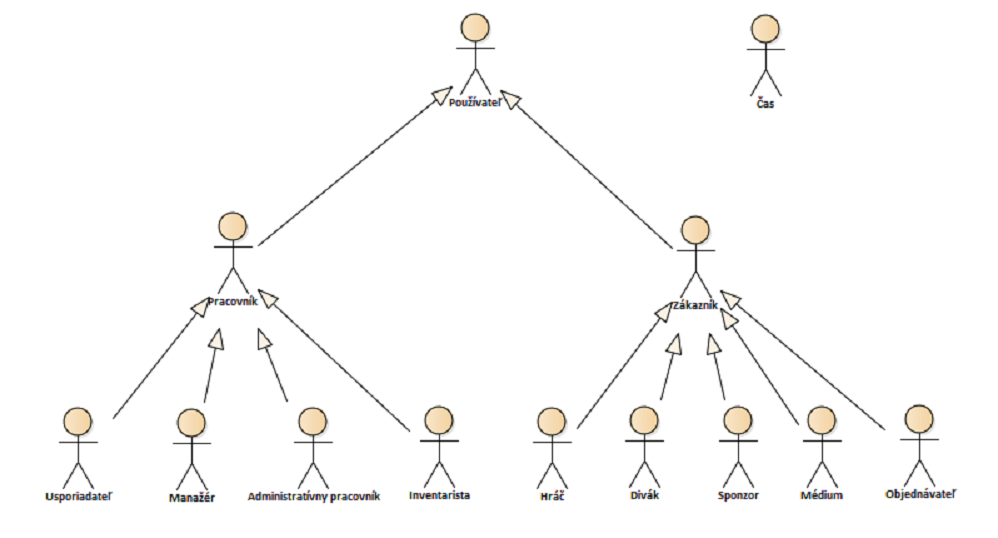 Používateľ
Čas
Pracovník
Zákazník
Usporiadateľ
Manažér
Administratívny pracovník
Inventarista
Hráč
Divák
Sponzor
Médium
Objednávateľ